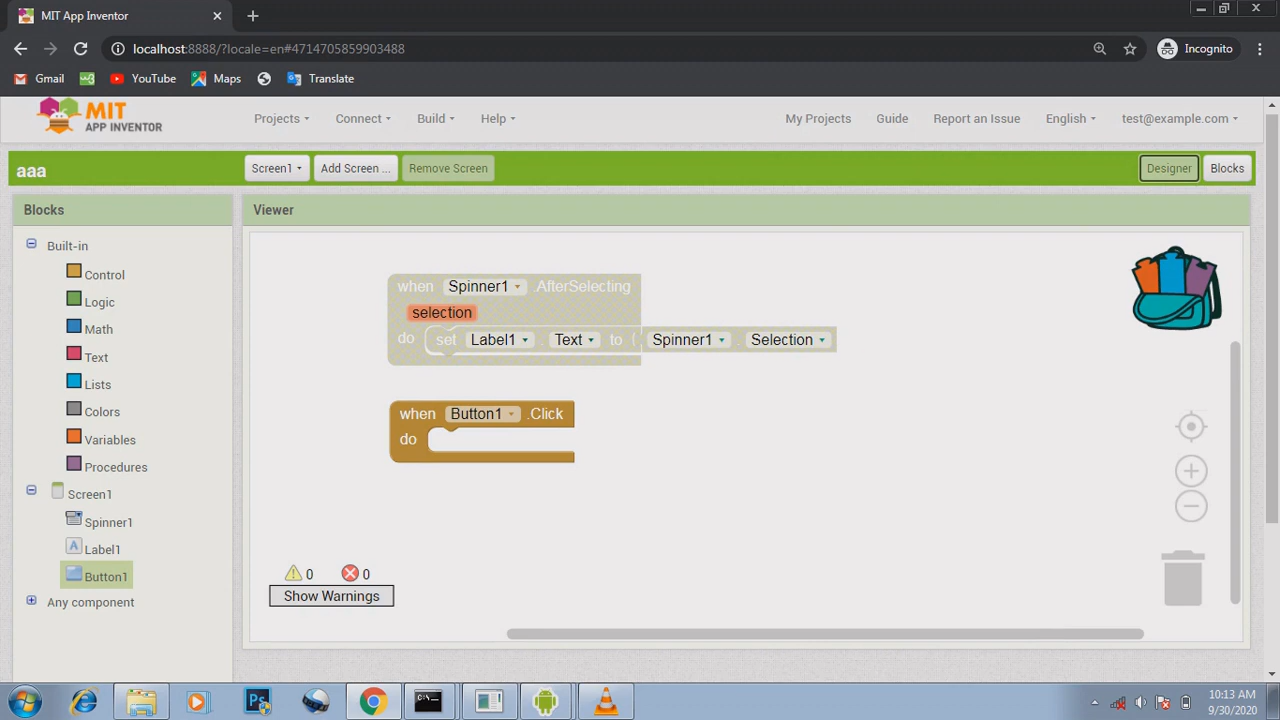 MIT App Inventor
localhost:8888/?locale=en#4714705859903488
Incognito
Gmail
YouTube
Maps
Translate
MIT
APP INVENTOR
Projects
Connect
Build
Help
My Projects
Guide
Report an Issue
English
test@example.com
aaa
Screen1
Add Screen ...
Remove Screen
Designer
Blocks
Blocks
Viewer
Built-in
Control
Logic
Math
Text
Lists
Colors
Variables
Procedures
Screen1
Spinner1
Label1
Button1
Any component
when Spinner1 .AfterSelecting
selection
do set Label1 . Text to Spinner1 . Selection
when Button1 .Click
do
0 0
Show Warnings
10:13 AM
9/30/2020